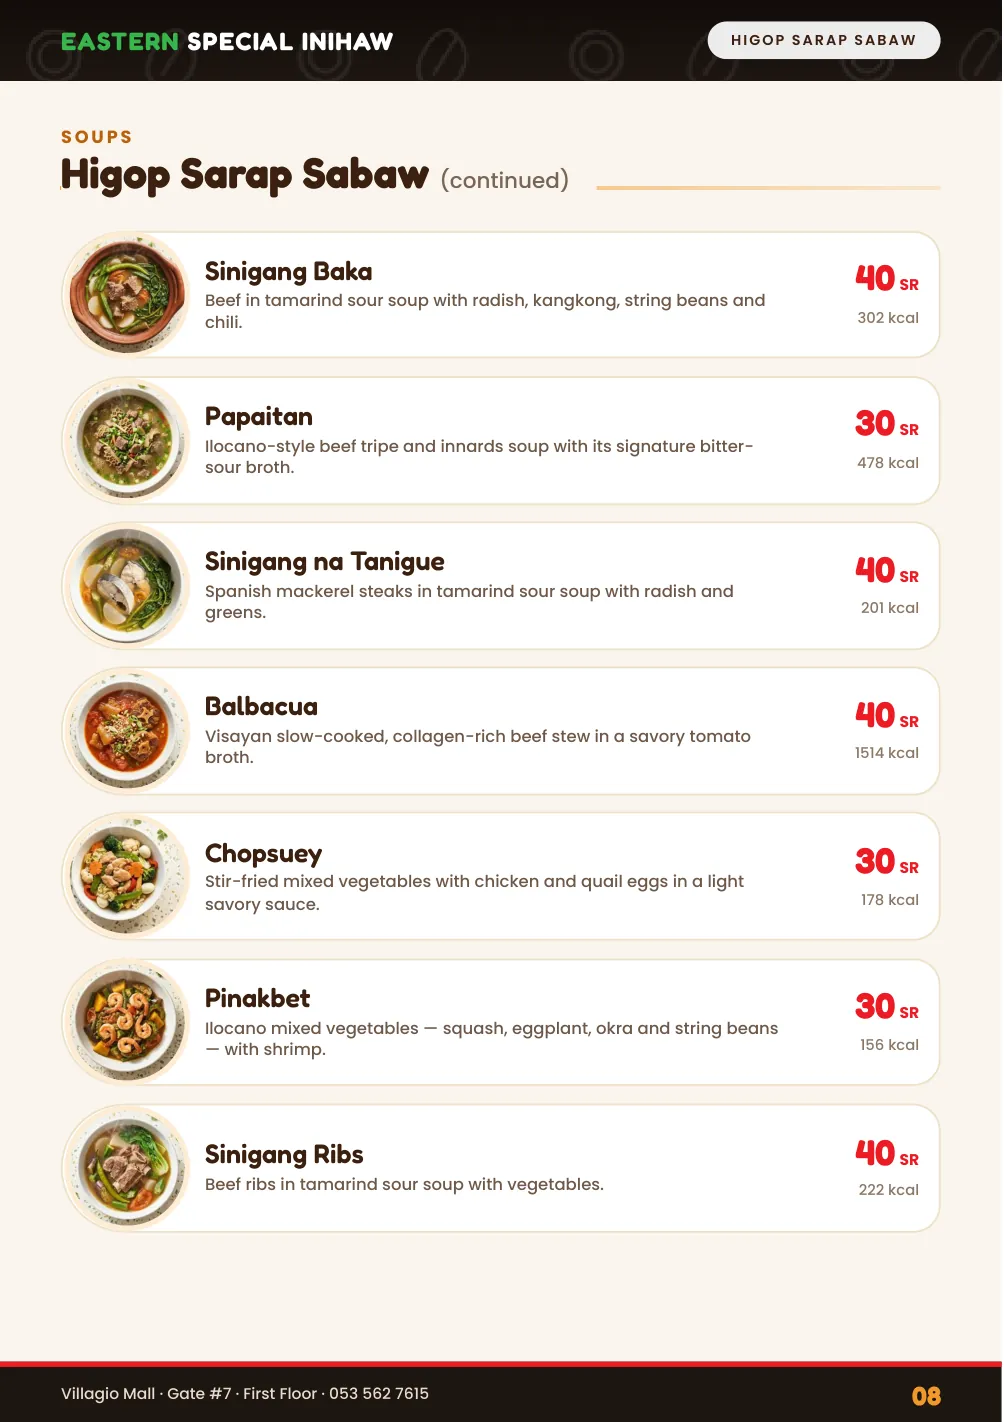 EASTERN SPECIAL INIHAW
HIGOP SARAP SABAW
SOUPS
Higop Sarap Sabaw (continued)
Sinigang Baka
Beef in tamarind sour soup with radish, kangkong, string beans and
chili.
40 SR
302 kcal
Papaitan
Ilocano-style beef tripe and innards soup with its signature bitter-
sour broth.
30 SR
478 kcal
Sinigang na Tanigue
Spanish mackerel steaks in tamarind sour soup with radish and
greens.
40 SR
201 kcal
Balbacua
Visayan slow-cooked, collagen-rich beef stew in a savory tomato
broth.
40 SR
1514 kcal
Chopsuey
Stir-fried mixed vegetables with chicken and quail eggs in a light
savory sauce.
30 SR
178 kcal
Pinakbet
Ilocano mixed vegetables — squash, eggplant, okra and string beans
— with shrimp.
30 SR
156 kcal
Sinigang Ribs
Beef ribs in tamarind sour soup with vegetables.
40 SR
222 kcal
Villagio Mall · Gate #7 · First Floor · 053 562 7615
08